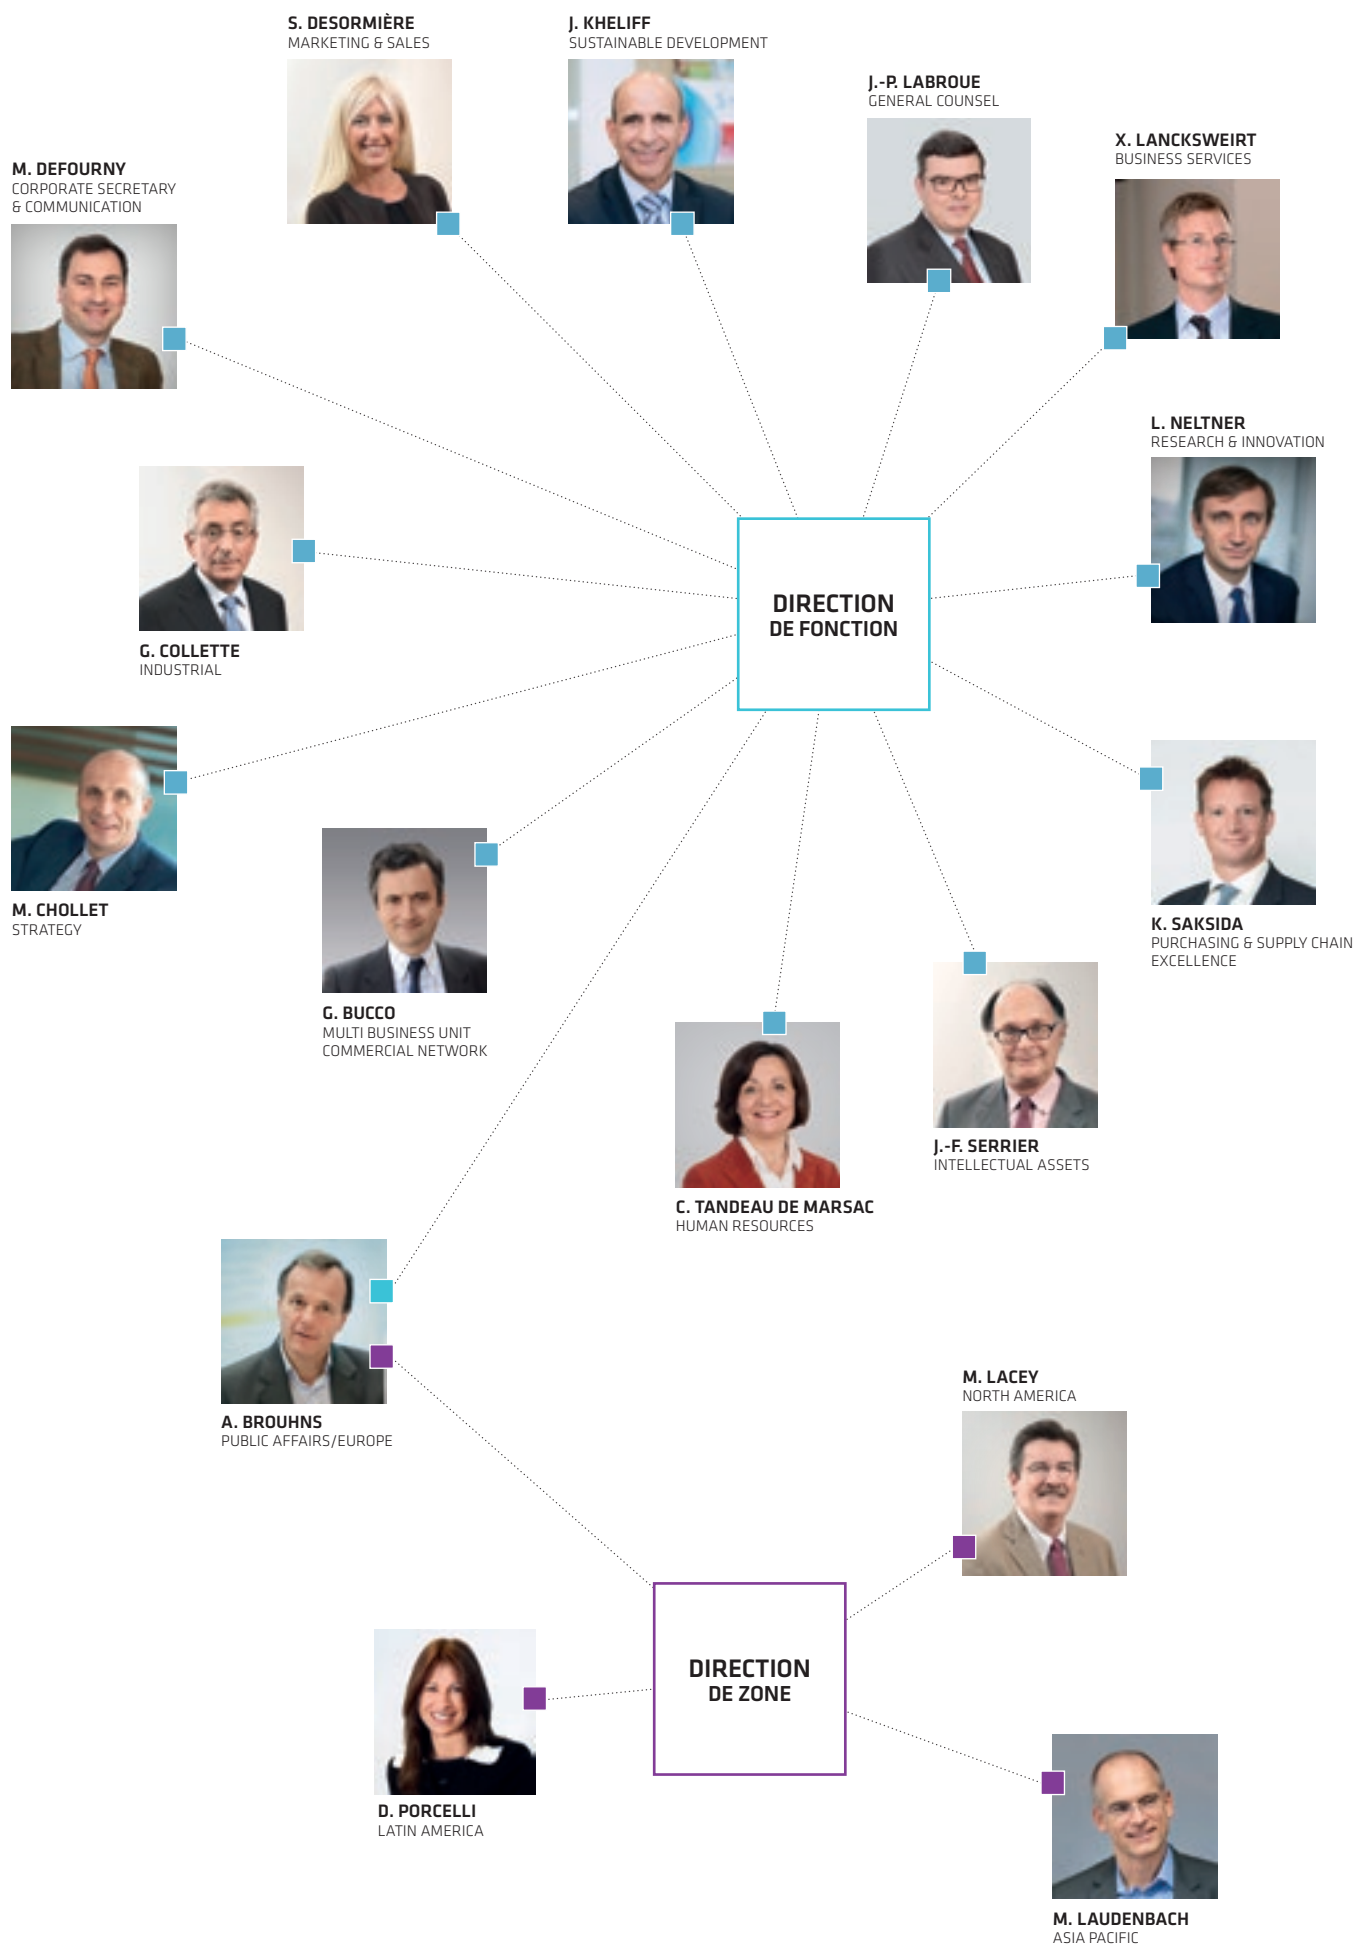 S. DESORMIÈRE
MARKETING & SALES
J. KHELIFF
SUSTAINABLE DEVELOPMENT
J.-P. LABROUE
GENERAL COUNSEL
X. LANCKSWEIRT
BUSINESS SERVICES
M. DEFOURNY
CORPORATE SECRETARY
& COMMUNICATION
L. NELTNER
RESEARCH & INNOVATION
DIRECTION
DE FONCTION
G. COLLETTE
INDUSTRIAL
M. CHOLLET
STRATEGY
K. SAKSIDA
PURCHASING & SUPPLY CHAIN
EXCELLENCE
G. BUCCO
MULTI BUSINESS UNIT
COMMERCIAL NETWORK
J.-F. SERRIER
INTELLECTUAL ASSETS
C. TANDEAU DE MARSAC
HUMAN RESOURCES
A. BROUHNS
PUBLIC AFFAIRS/EUROPE
M. LACEY
NORTH AMERICA
DIRECTION
DE ZONE
D. PORCELLI
LATIN AMERICA
M. LAUDENBACH
ASIA PACIFIC